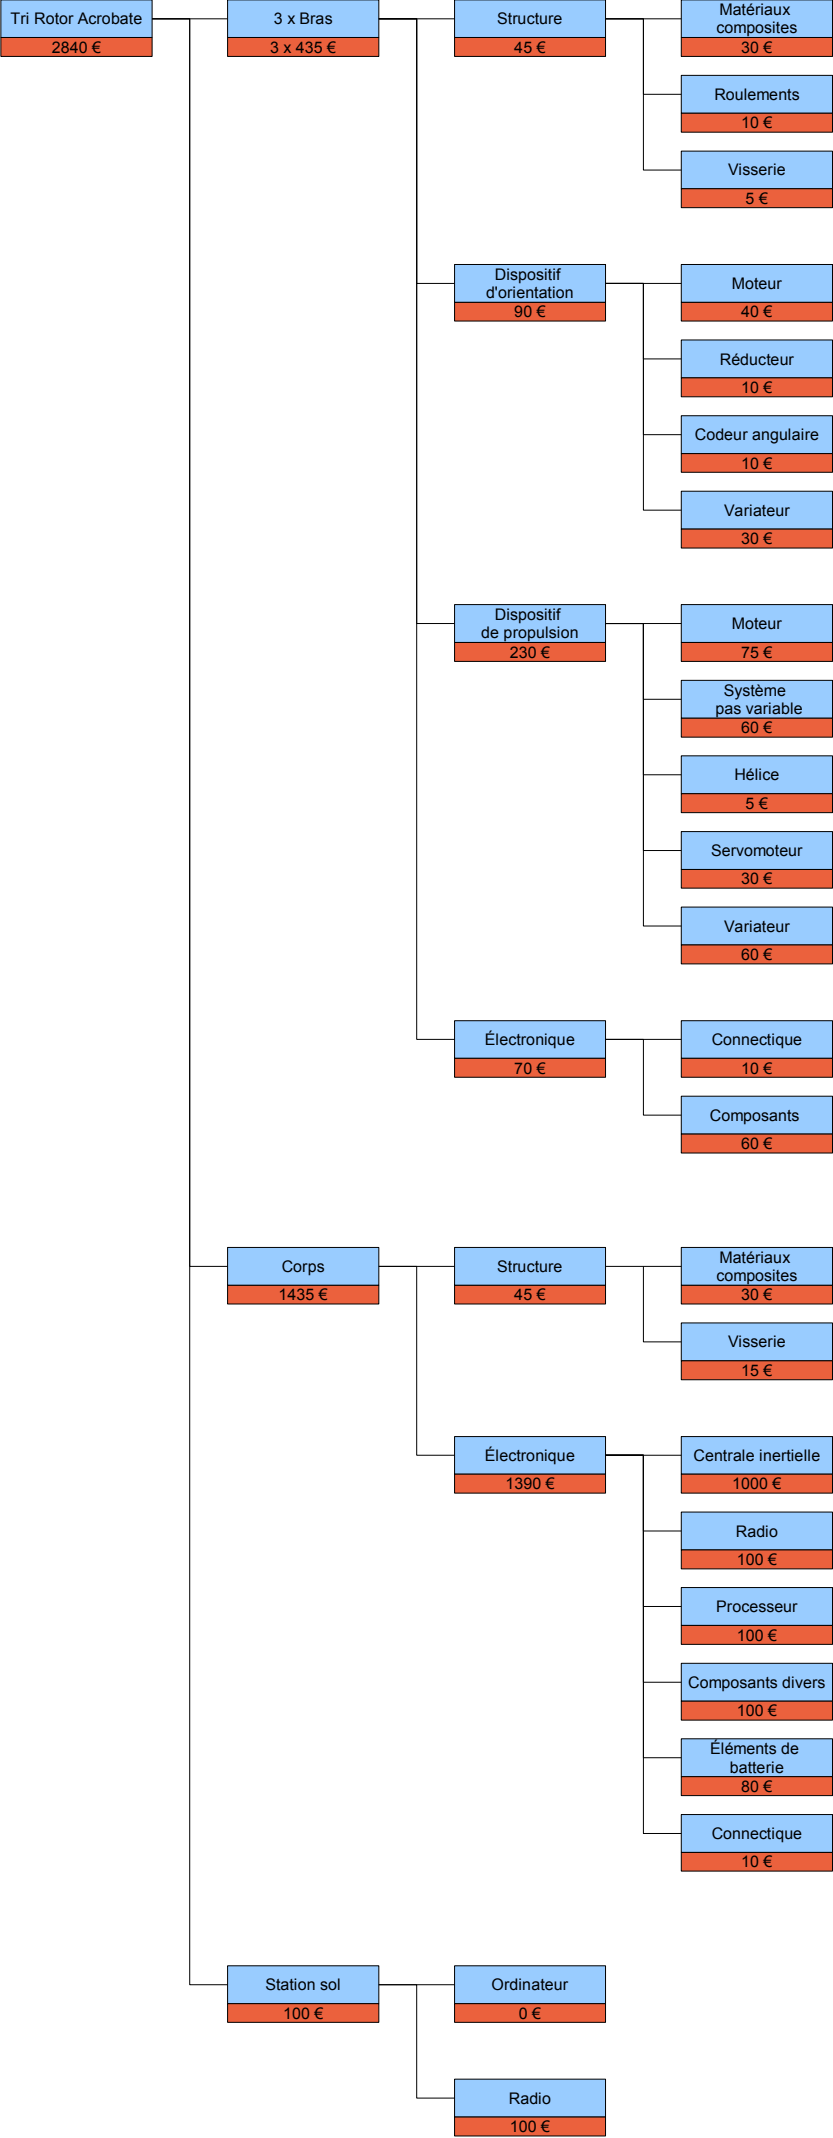 Tri Rotor Acrobate
2840 €
3 x Bras
3 x 435 €
Structure
45 €
Matériaux
composites
30 €
Roulements
10 €
Visserie
5 €
Dispositif
d'orientation
90 €
Moteur
40 €
Réducteur
10 €
Codeur angulaire
10 €
Variateur
30 €
Dispositif
de propulsion
230 €
Moteur
75 €
Système
pas variable
60 €
Hélice
5 €
Servomoteur
30 €
Variateur
60 €
Électronique
70 €
Connectique
10 €
Composants
60 €
Corps
1435 €
Structure
45 €
Matériaux
composites
30 €
Visserie
15 €
Électronique
1390 €
Centrale inertielle
1000 €
Radio
100 €
Processeur
100 €
Composants divers
100 €
Éléments de
batterie
80 €
Connectique
10 €
Station sol
100 €
Ordinateur
0 €
Radio
100 €